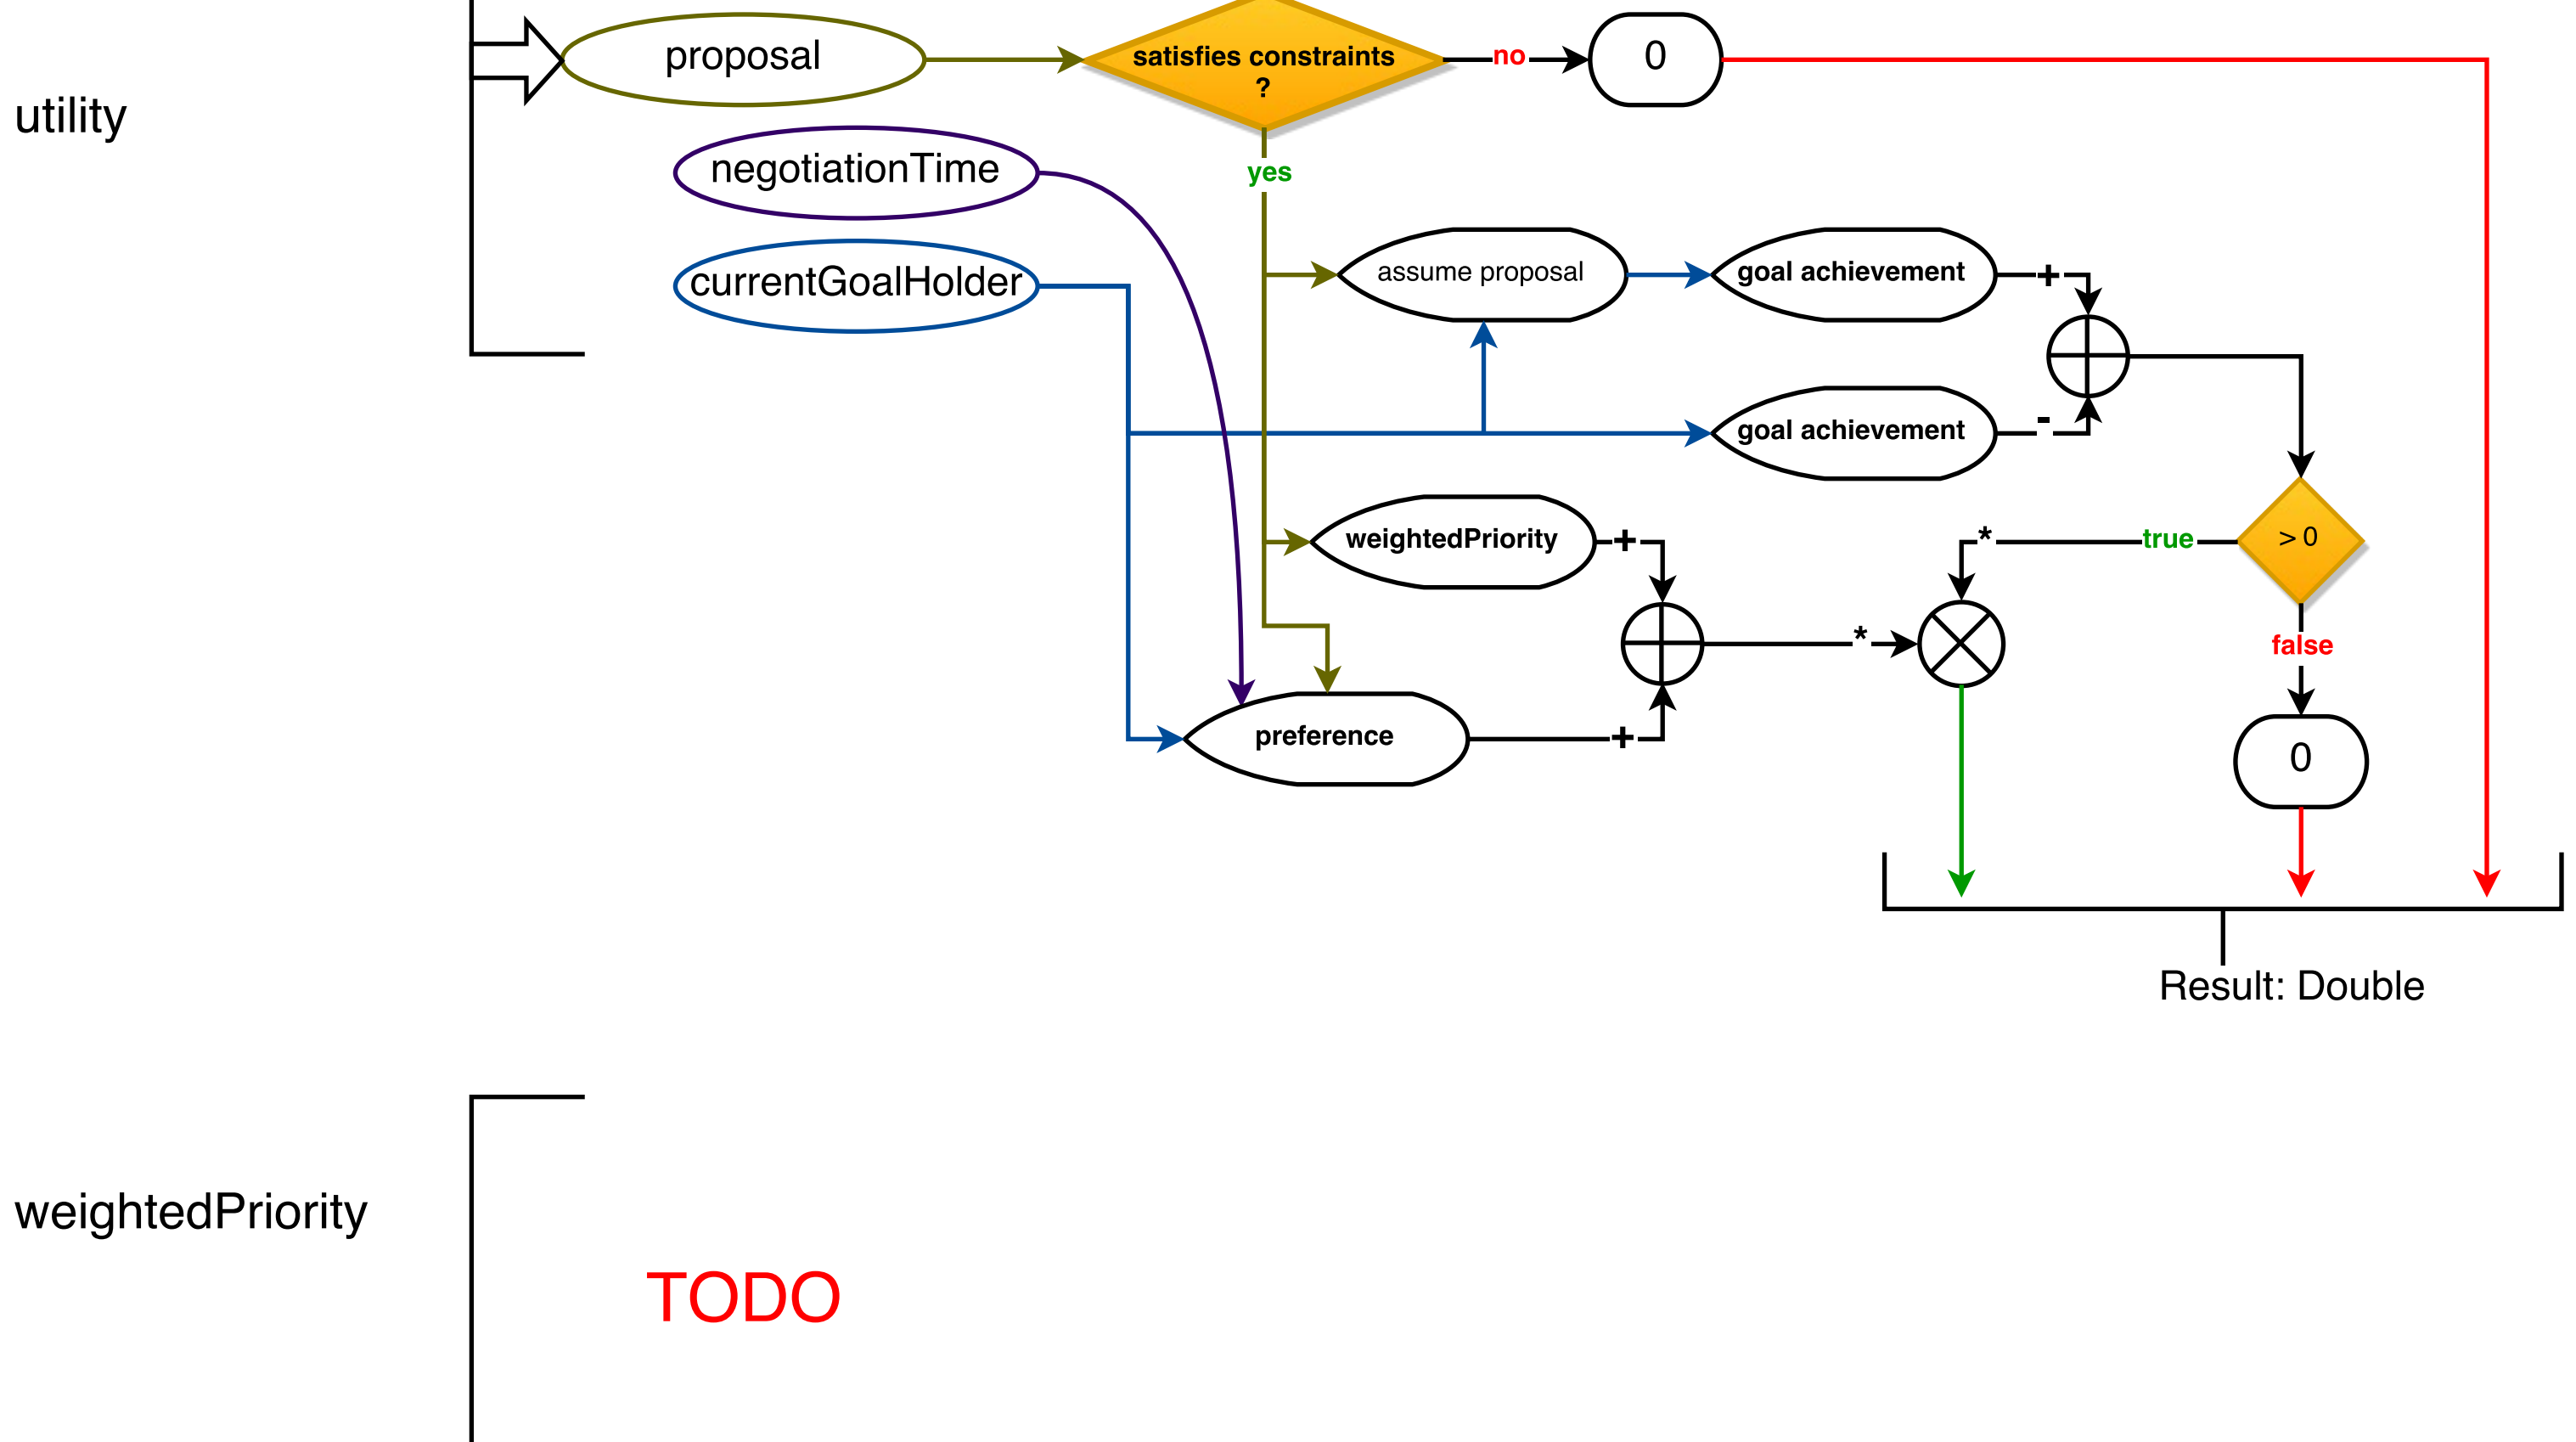 proposal
satisfies constraints
?
no
0
utility
negotiationTime
yes
currentGoalHolder
assume proposal
goal achievement
+
goal achievement
-
weightedPriority
+
*
true
> 0
*
false
preference
+
0
Result: Double
weightedPriority
TODO